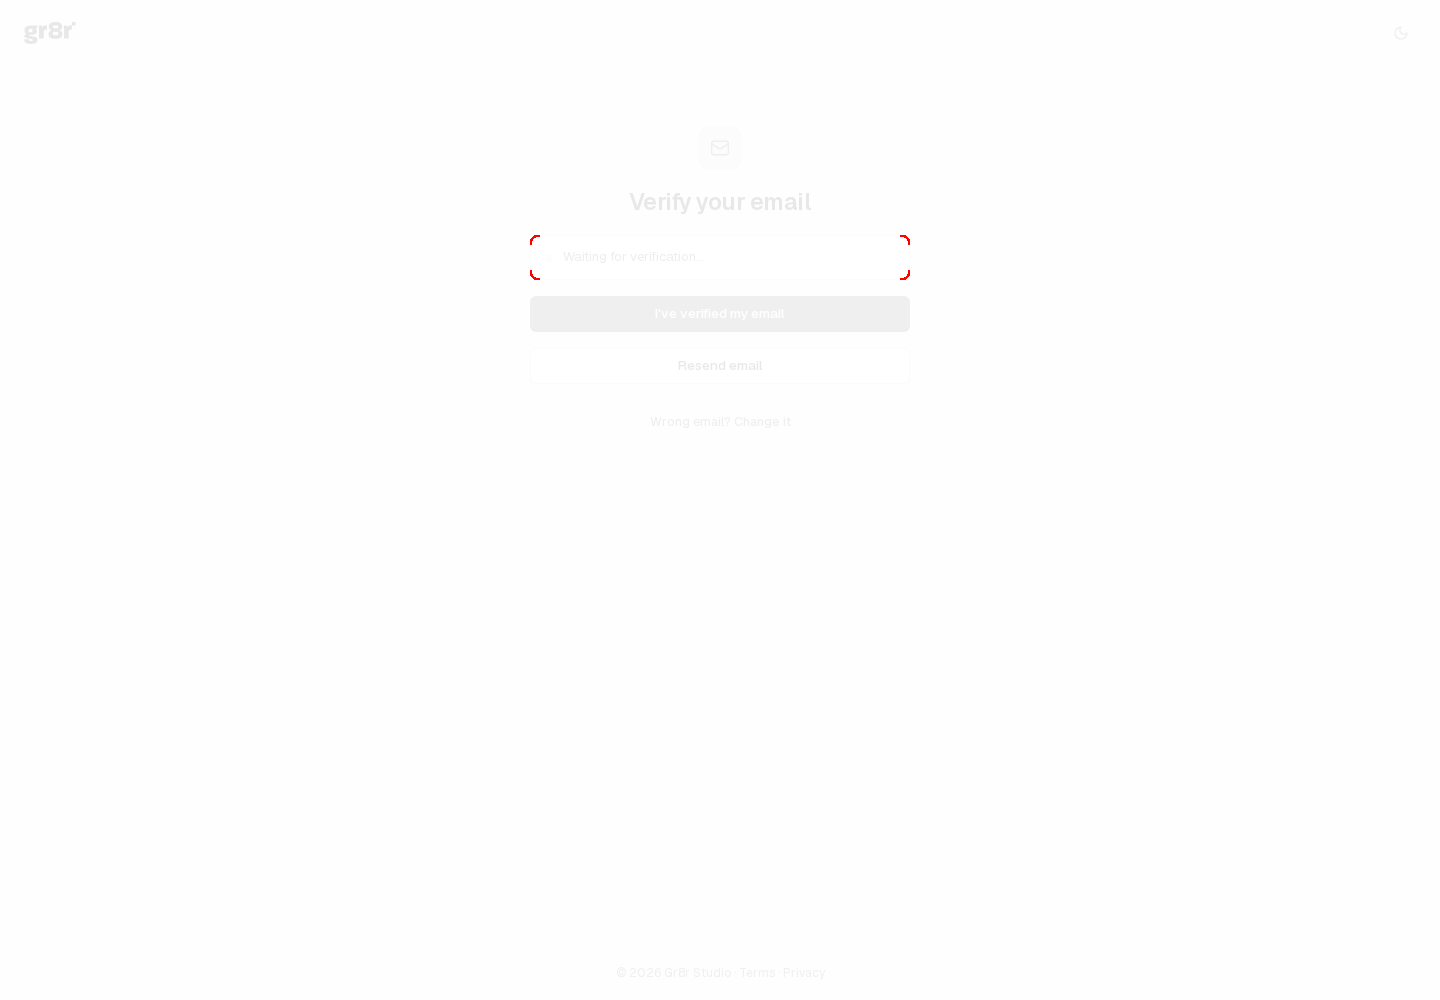 gr8r
Verify your email
Waiting for verification...
I've verified my email
Resend email
Wrong email? Change it
© 2026 Gr8r Studio · Terms · Privacy